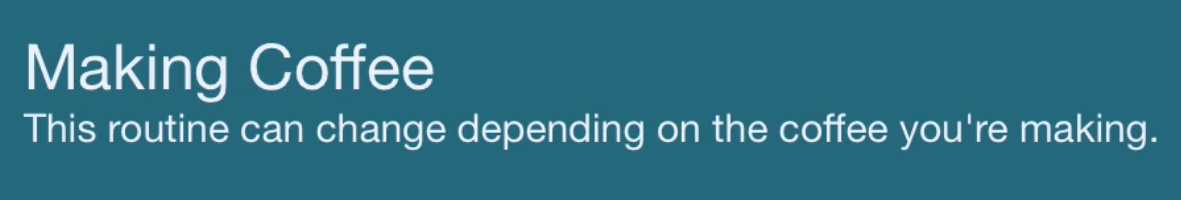 Making Coffee
This routine can change depending on the coffee you're making.